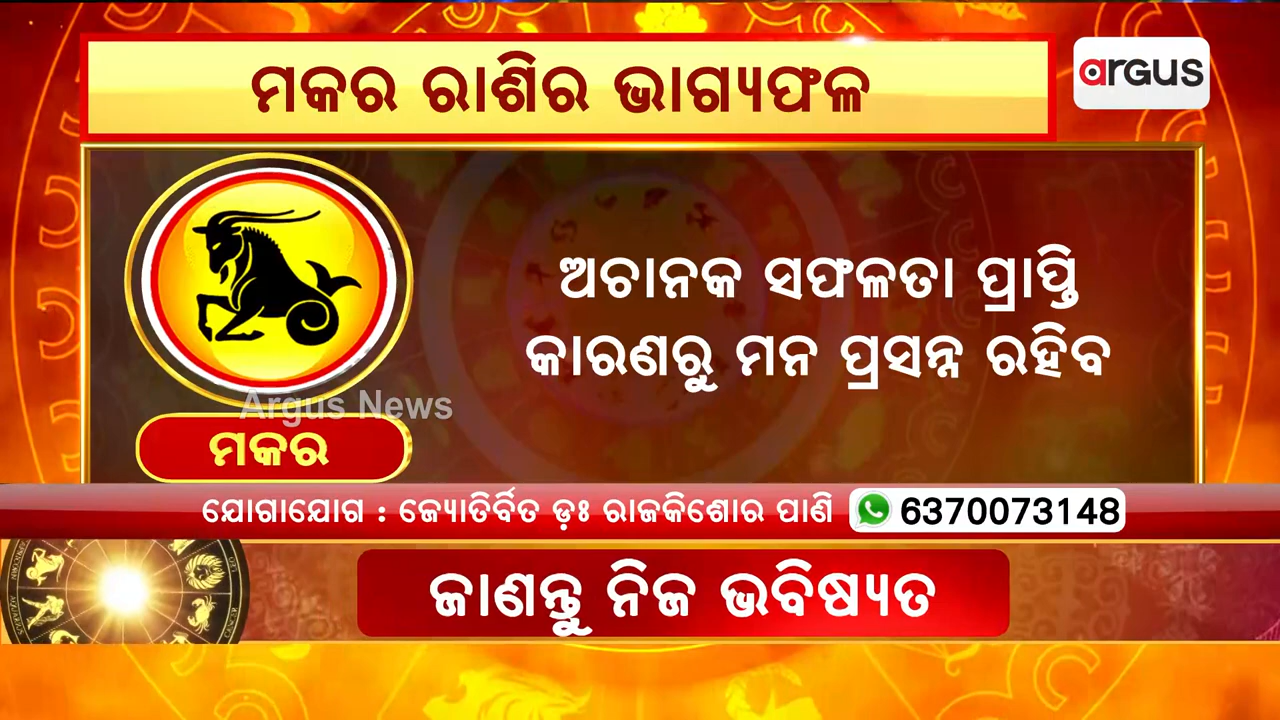 ମକର ରାଶିର ଭାଗ୍ୟଫଳ
argus
ଅଚାନକ ସଫଳତା ପ୍ରାପ୍ତି
କାରଣରୁ ମନ ପ୍ରସନ୍ନ ରହିବ
Argus News
ମକର
ଯୋଗାଯୋଗ : ଜ୍ୟୋତିର୍ବିତ ଡ଼ଃ ରାଜକିଶୋର ପାଣି 6370073148
ଜାଣନ୍ତୁ ନିଜ ଭବିଷ୍ୟତ